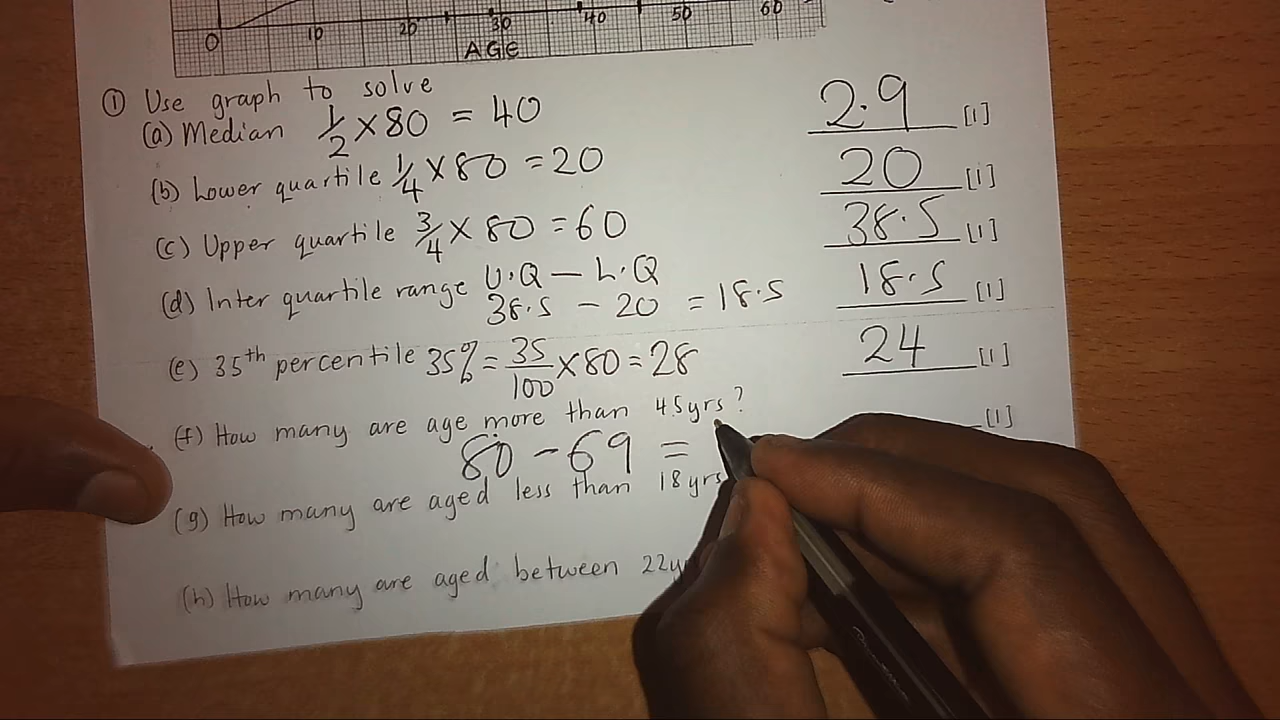 0 10 20 30 40 50 60
AGE
① Use graph to solve
(a) Median 1/2 × 80 = 40 2.9 [1]
(b) Lower quartile 1/4 × 80 = 20 20 [1]
(c) Upper quartile 3/4 × 80 = 60 38.5 [1]
(d) Inter quartile range U.Q — L.Q 18.5 [1]
38.5 - 20 = 18.5
(e) 35th percentile 35% = 35/100 × 80 = 28 24 [1]
(f) How many are age more than 45yrs? [1]
80 - 69 =
(g) How many are aged less than 18yrs
(h) How many are aged between 22y